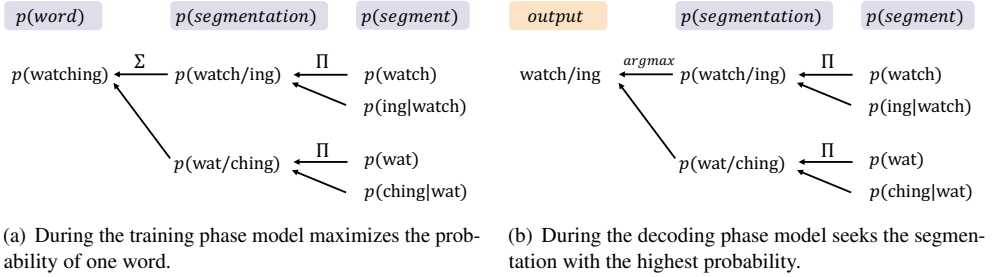 p(word) p(segmentation) p(segment)
p(watching) Σ p(watch/ing) Π p(watch)
p(ing|watch)
p(wat/ching) Π p(wat)
p(ching|wat)
(a) During the training phase model maximizes the prob-
ability of one word.
output p(segmentation) p(segment)
watch/ing argmax p(watch/ing) Π p(watch)
p(ing|watch)
p(wat/ching) Π p(wat)
p(ching|wat)
(b) During the decoding phase model seeks the segmen-
tation with the highest probability.